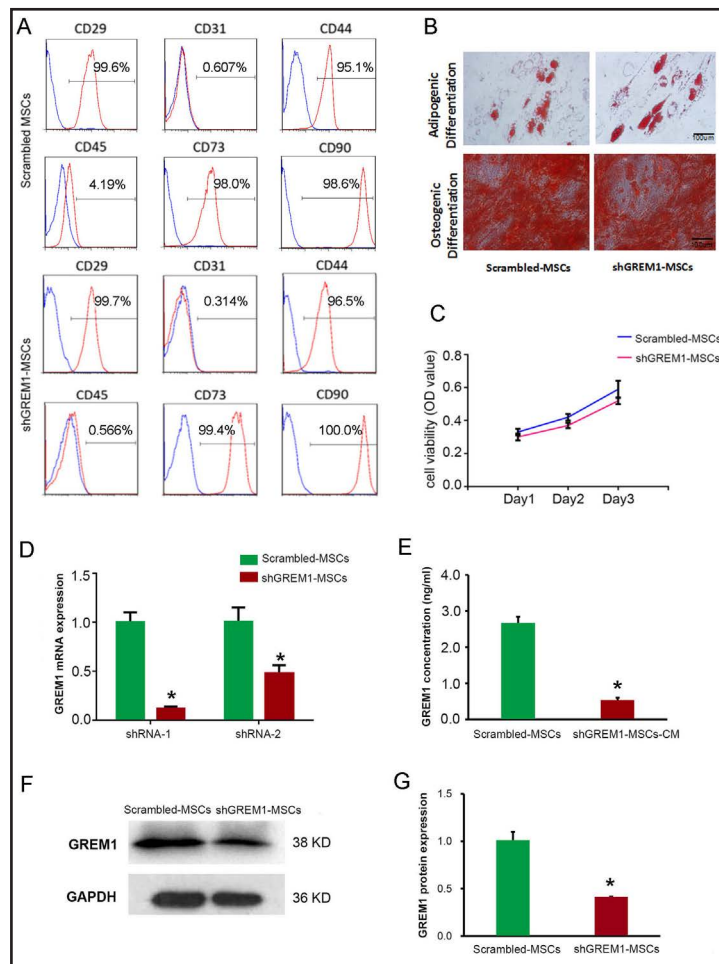 A
CD29 CD31 CD44
Scrambled MSCs
99.6% 0.607% 95.1%
CD45 CD73 CD90
4.19% 98.0% 98.6%
CD29 CD31 CD44
shGREM1-MSCs
99.7% 0.314% 96.5%
CD45 CD73 CD90
0.566% 99.4% 100.0%
B
Adipogenic
Differentiation
100um
Osteogenic
Differentiation
Scrambled-MSCs shGREM1-MSCs
C
Scrambled-MSCs
shGREM1-MSCs
cell viability (OD value)
0.8
0.6
0.4
0.2
0
Day1 Day2 Day3
D
Scrambled-MSCs
shGREM1-MSCs
GREM1 mRNA expression
1.5
1.0
0.5
0.0
*
*
shRNA-1 shRNA-2
E
GREM1 concentration (ng/ml)
4.0
3.0
2.0
1.0
0.0
*
Scrambled-MSCs shGREM1-MSCs-CM
F
Scrambled-MSCs shGREM1-MSCs
GREM1 38 KD
GAPDH 36 KD
G
GREM1 protein expression
1.5
1.0
0.5
0.0
*
Scrambled-MSCs shGREM1-MSCs